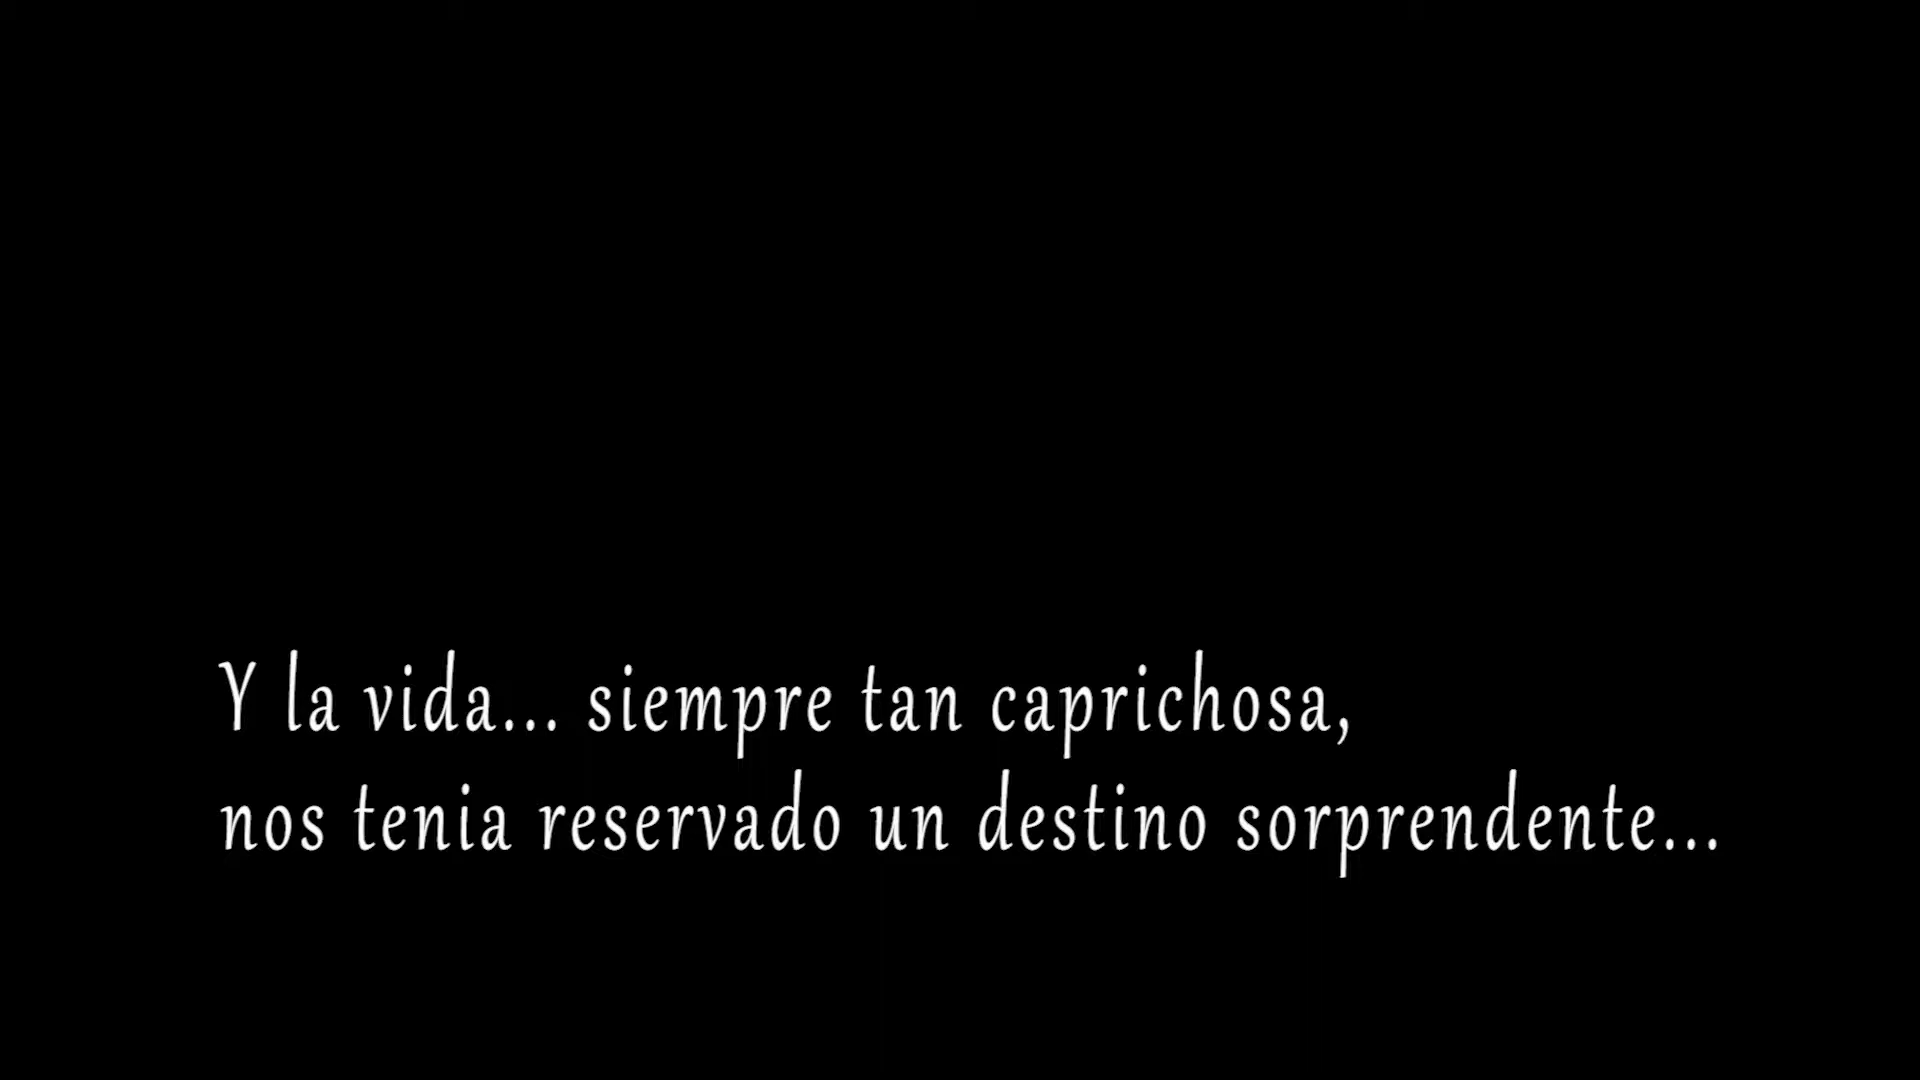 Y la vida... siempre tan caprichosa,
nos tenia reservado un destino sorprendente...